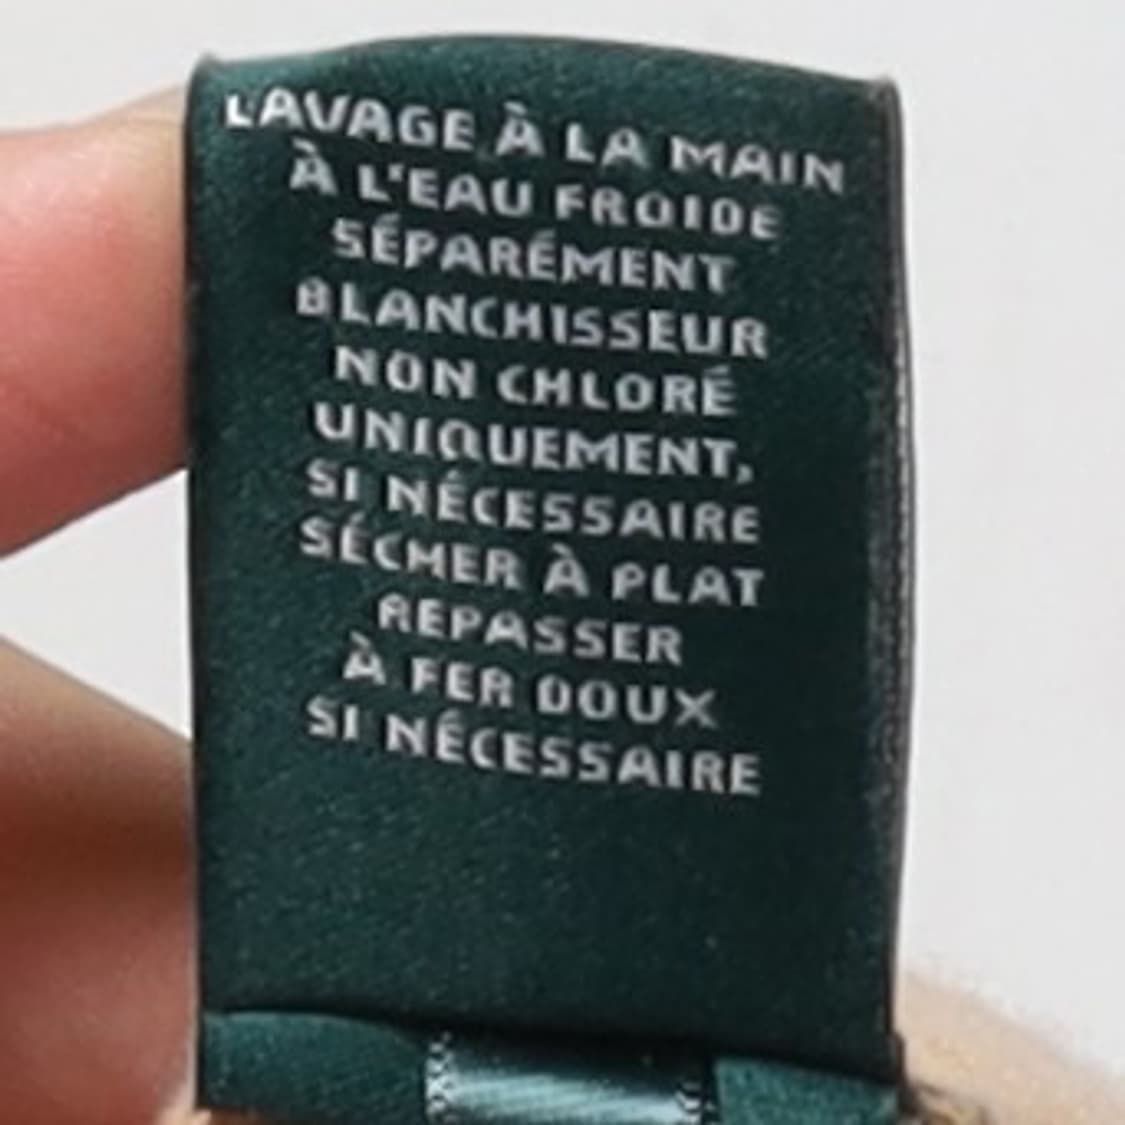 LAVAGE À LA MAIN
À L'EAU FROIDE
SÉPARÉMENT
BLANCHISSEUR
NON CHLORÉ
UNIQUEMENT,
SI NÉCESSAIRE
SÉCHER À PLAT
REPASSER
À FER DOUX
SI NÉCESSAIRE